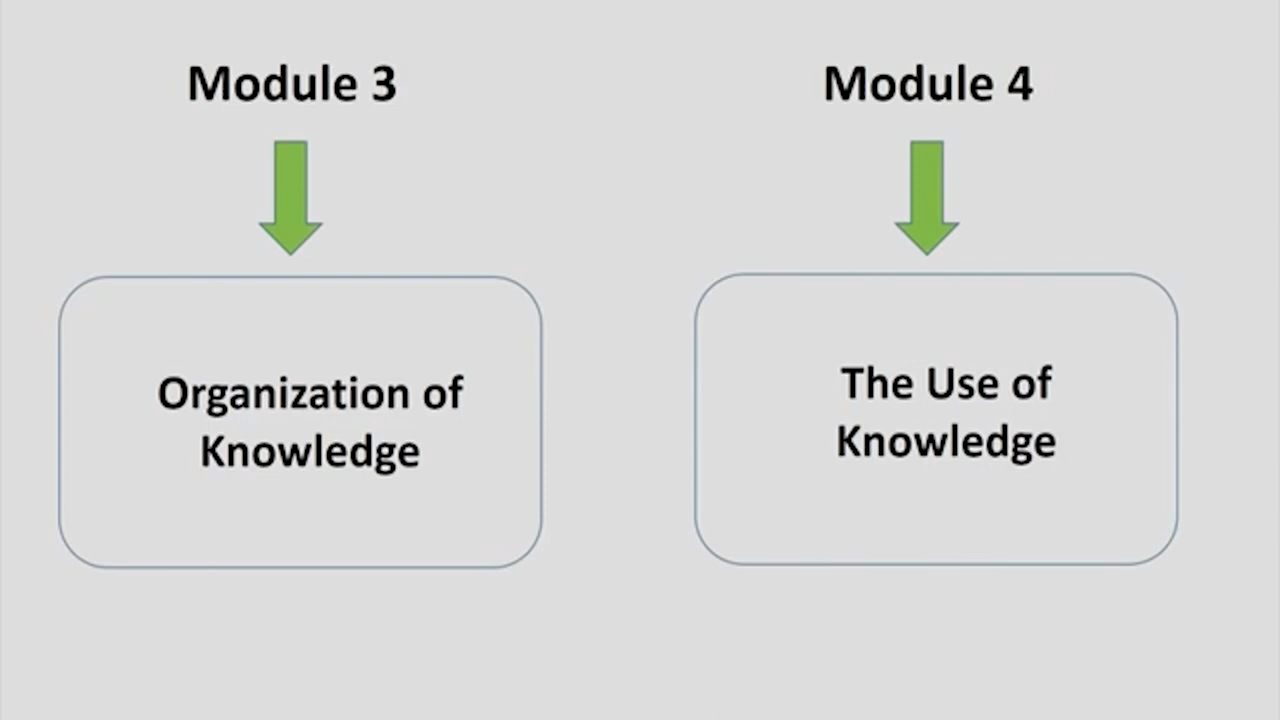 Module 3
Organization of
Knowledge
Module 4
The Use of
Knowledge